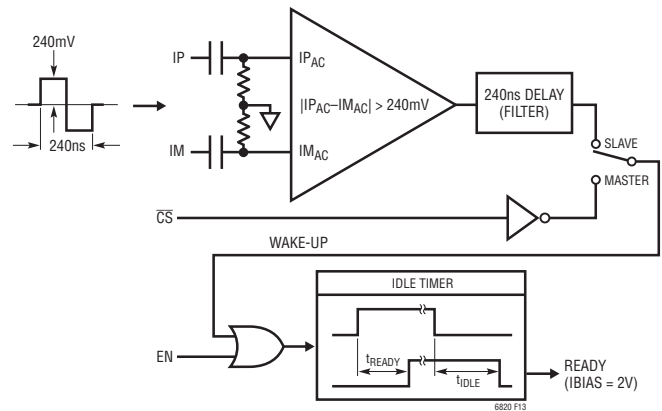 240mV
240ns
IP
IPAC
|IPAC–IMAC| > 240mV
IM
IMAC
240ns DELAY
(FILTER)
SLAVE
MASTER
CS
WAKE-UP
IDLE TIMER
EN
tREADY
tIDLE
READY
(IBIAS = 2V)
6820 F13